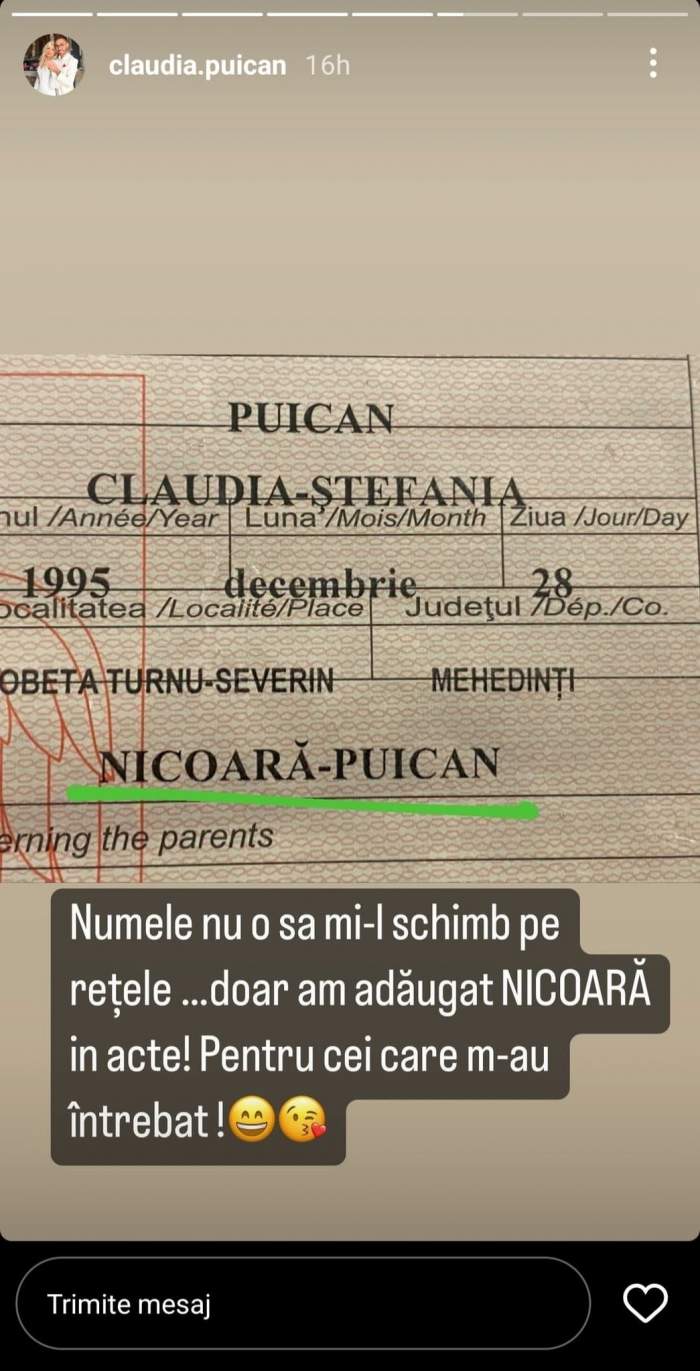 claudia.puican 16h
PUICAN
CLAUDIA-ȘTEFANIA
nul /Année/Year Luna /Mois/Month Ziua /Jour/Day
1995 decembrie 28
ocalitatea /Localité/Place Judeţul /Dép./Co.
OBETA TURNU-SEVERIN MEHEDINȚI
NICOARĂ-PUICAN
erning the parents
Numele nu o sa mi-l schimb pe
rețele ...doar am adăugat NICOARĂ
in acte! Pentru cei care m-au
întrebat !😄😘
Trimite mesaj